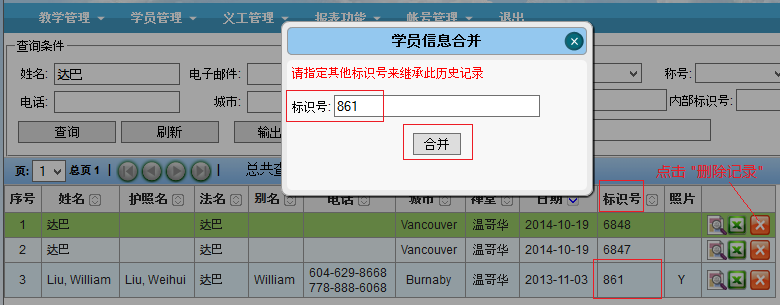 教学管理 学员管理 义工管理 报表功能 帐号管理 退出
学员信息合并
查询条件
请指定其他标识号来继承此历史记录
姓名: 达巴 电子邮件: 称号:
标识号: 861
电话: 城市: 内部标识号:
查询 刷新 输出
合并
页: 1 总页 1 总共查
点击 "删除记录"
序号 姓名 护照名 法名 别名 电话 城市 禅堂 日期 标识号 照片
1 达巴 达巴 Vancouver 温哥华 2014-10-19 6848
2 达巴 达巴 Vancouver 温哥华 2014-10-19 6847
3 Liu, William Liu, Weihui 达巴 William 604-629-8668 Burnaby 温哥华 2013-11-03 861 Y
778-888-6068